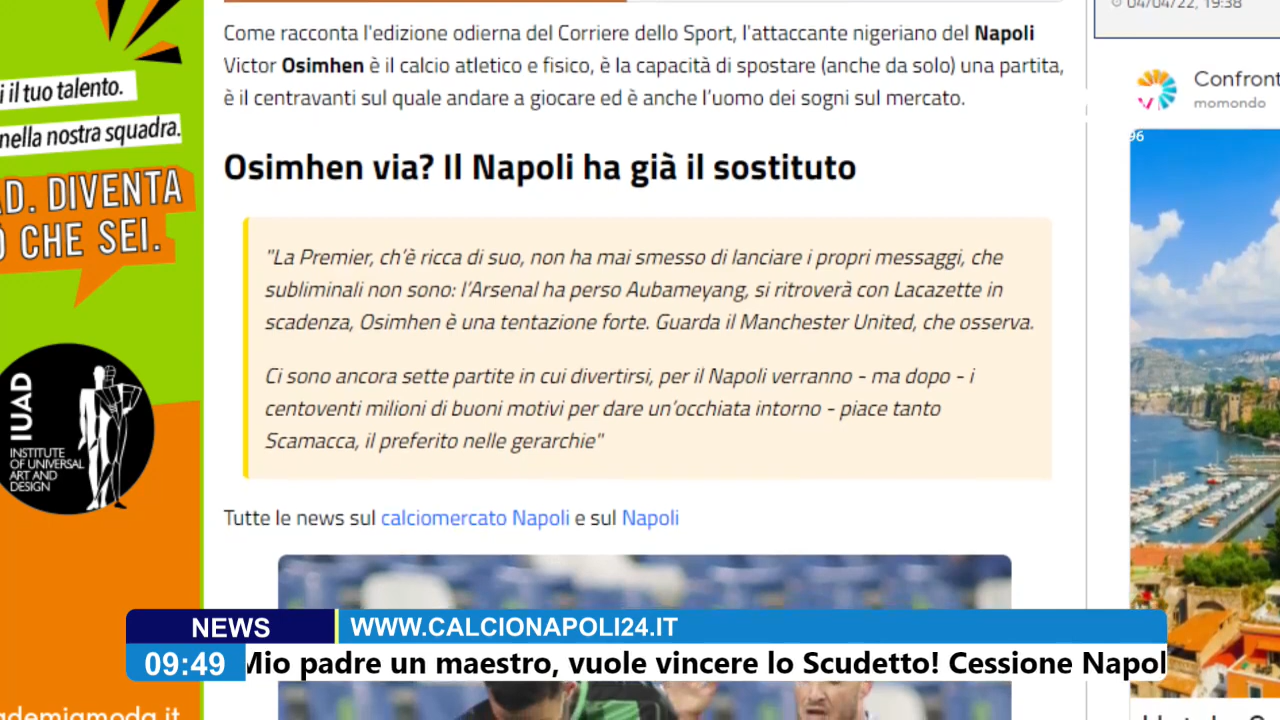 i il tuo talento.
nella nostra squadra.
AD. DIVENTA
CHE SEI.
IUAD
INSTITUTE
OF UNIVERSAL
ART AND
DESIGN
ademiamoda.it
Come racconta l'edizione odierna del Corriere dello Sport, l'attaccante nigeriano del Napoli
Victor Osimhen è il calcio atletico e fisico, è la capacità di spostare (anche da solo) una partita,
è il centravanti sul quale andare a giocare ed è anche l’uomo dei sogni sul mercato.
Osimhen via? Il Napoli ha già il sostituto
"La Premier, ch’è ricca di suo, non ha mai smesso di lanciare i propri messaggi, che
subliminali non sono: l’Arsenal ha perso Aubameyang, si ritroverà con Lacazette in
scadenza, Osimhen è una tentazione forte. Guarda il Manchester United, che osserva.
Ci sono ancora sette partite in cui divertirsi, per il Napoli verranno - ma dopo - i
centoventi milioni di buoni motivi per dare un’occhiata intorno - piace tanto
Scamacca, il preferito nelle gerarchie"
Tutte le news sul calciomercato Napoli e sul Napoli
04/04/22, 19:38
Confront
momondo
96
NEWS
WWW.CALCIONAPOLI24.IT
09:49
Mio padre un maestro, vuole vincere lo Scudetto! Cessione Napol